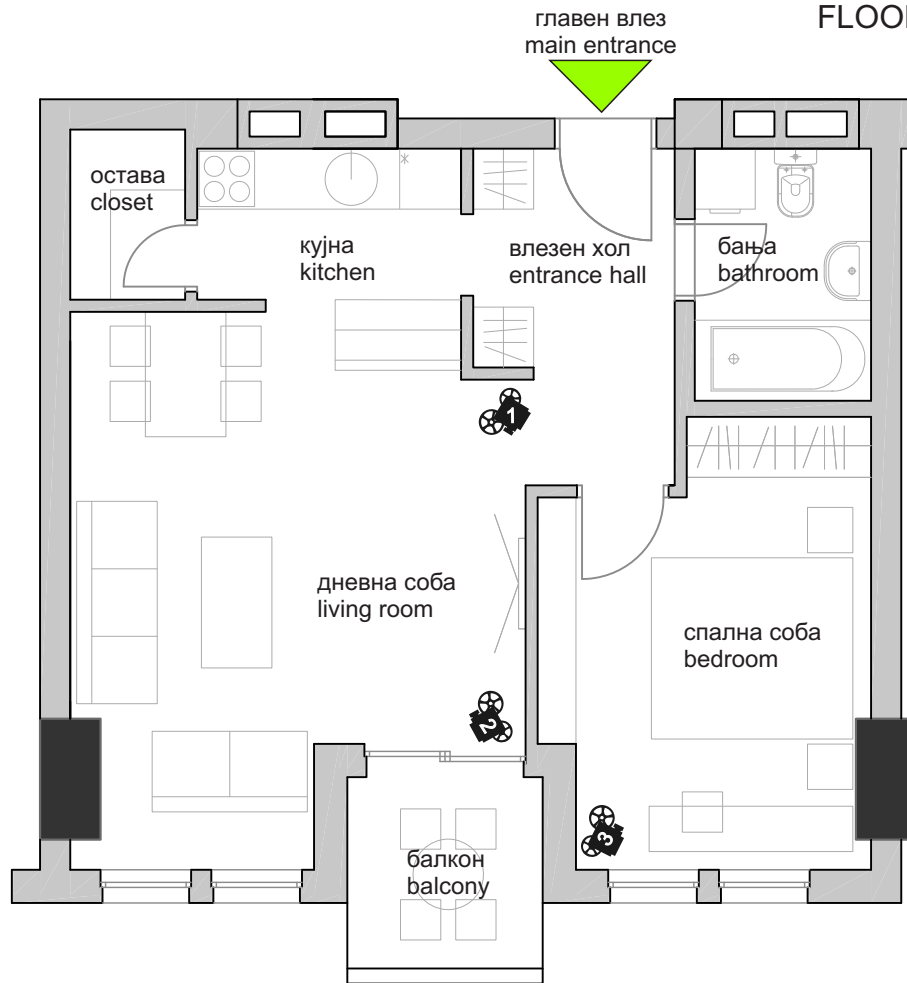 главен влез
main entrance
FLOO
остава
closet
кујна
kitchen
влезен хол
entrance hall
бања
bathroom
1
дневна соба
living room
спална соба
bedroom
2
3
балкон
balcony